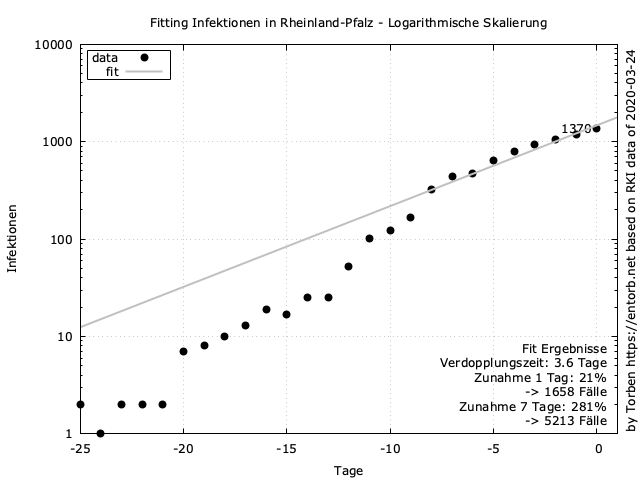 Fitting Infektionen in Rheinland-Pfalz - Logarithmische Skalierung
data
fit
10000
1000
100
10
1
Infektionen
1370
Fit Ergebnisse
Verdopplungszeit: 3.6 Tage
Zunahme 1 Tag: 21%
-> 1658 Fälle
Zunahme 7 Tage: 281%
-> 5213 Fälle
-25 -20 -15 -10 -5 0
Tage
by Torben https://entorb.net based on RKI data of 2020-03-24